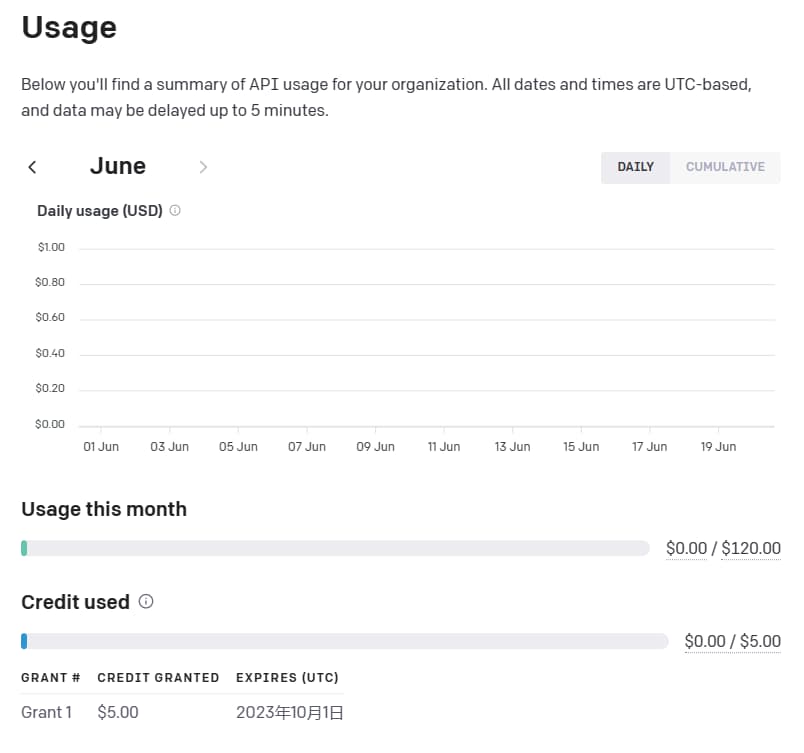 Usage
Below you'll find a summary of API usage for your organization. All dates and times are UTC-based,
and data may be delayed up to 5 minutes.
June
DAILY CUMULATIVE
Daily usage (USD)
$1.00
$0.80
$0.60
$0.40
$0.20
$0.00
01 Jun 03 Jun 05 Jun 07 Jun 09 Jun 11 Jun 13 Jun 15 Jun 17 Jun 19 Jun
Usage this month
$0.00 / $120.00
Credit used
$0.00 / $5.00
GRANT # CREDIT GRANTED EXPIRES (UTC)
Grant 1 $5.00 2023年10月1日